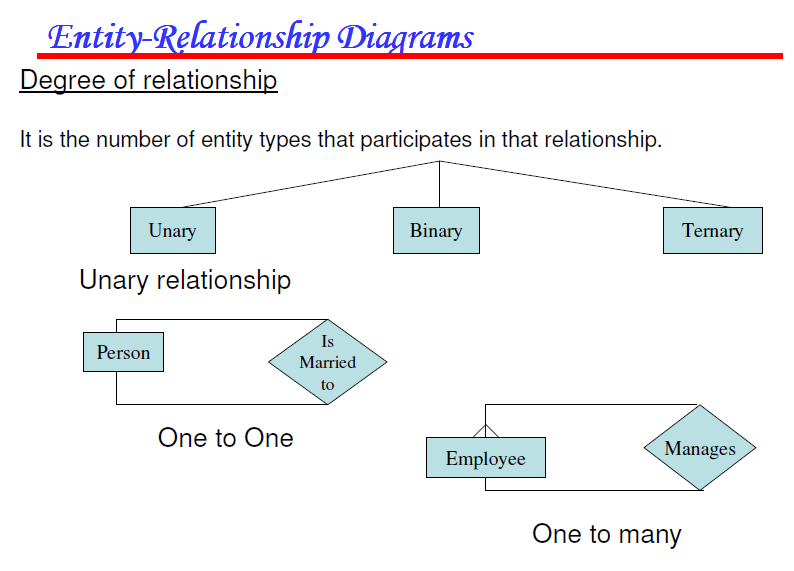 Entity-Relationship Diagrams
Degree of relationship
It is the number of entity types that participates in that relationship.
Unary
Binary
Ternary
Unary relationship
Person
Is
Married
to
One to One
Employee
Manages
One to many